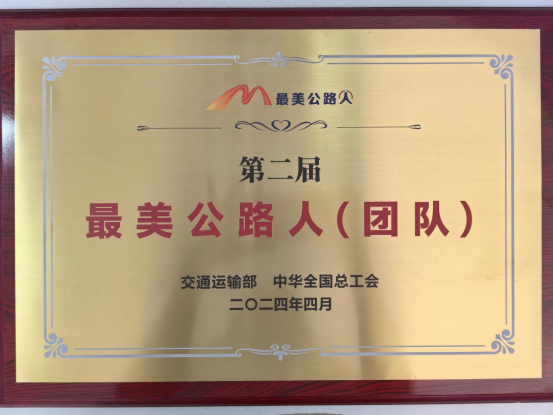 最美公路人
第二届
最美公路人(团队)
交通运输部 中华全国总工会
二〇二四年四月